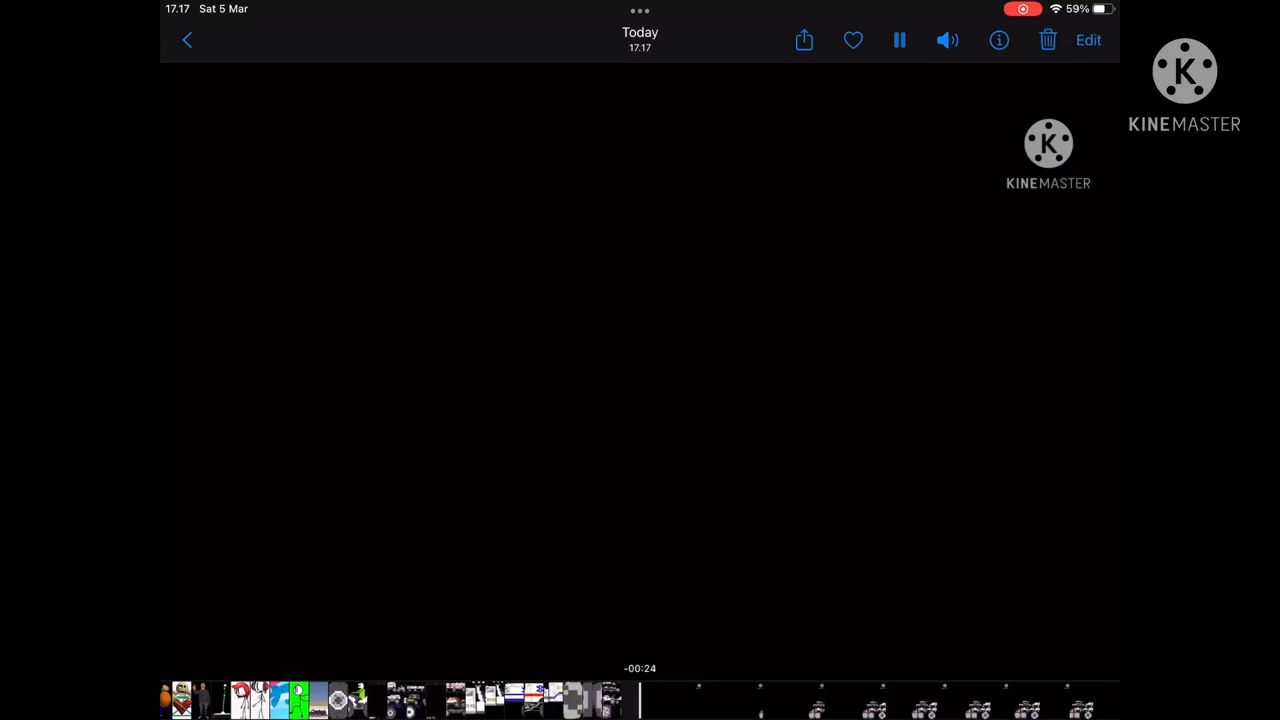 17.17 Sat 5 Mar
59%
Today
17.17
Edit
K
KINEMASTER
K
KINEMASTER
-00:24